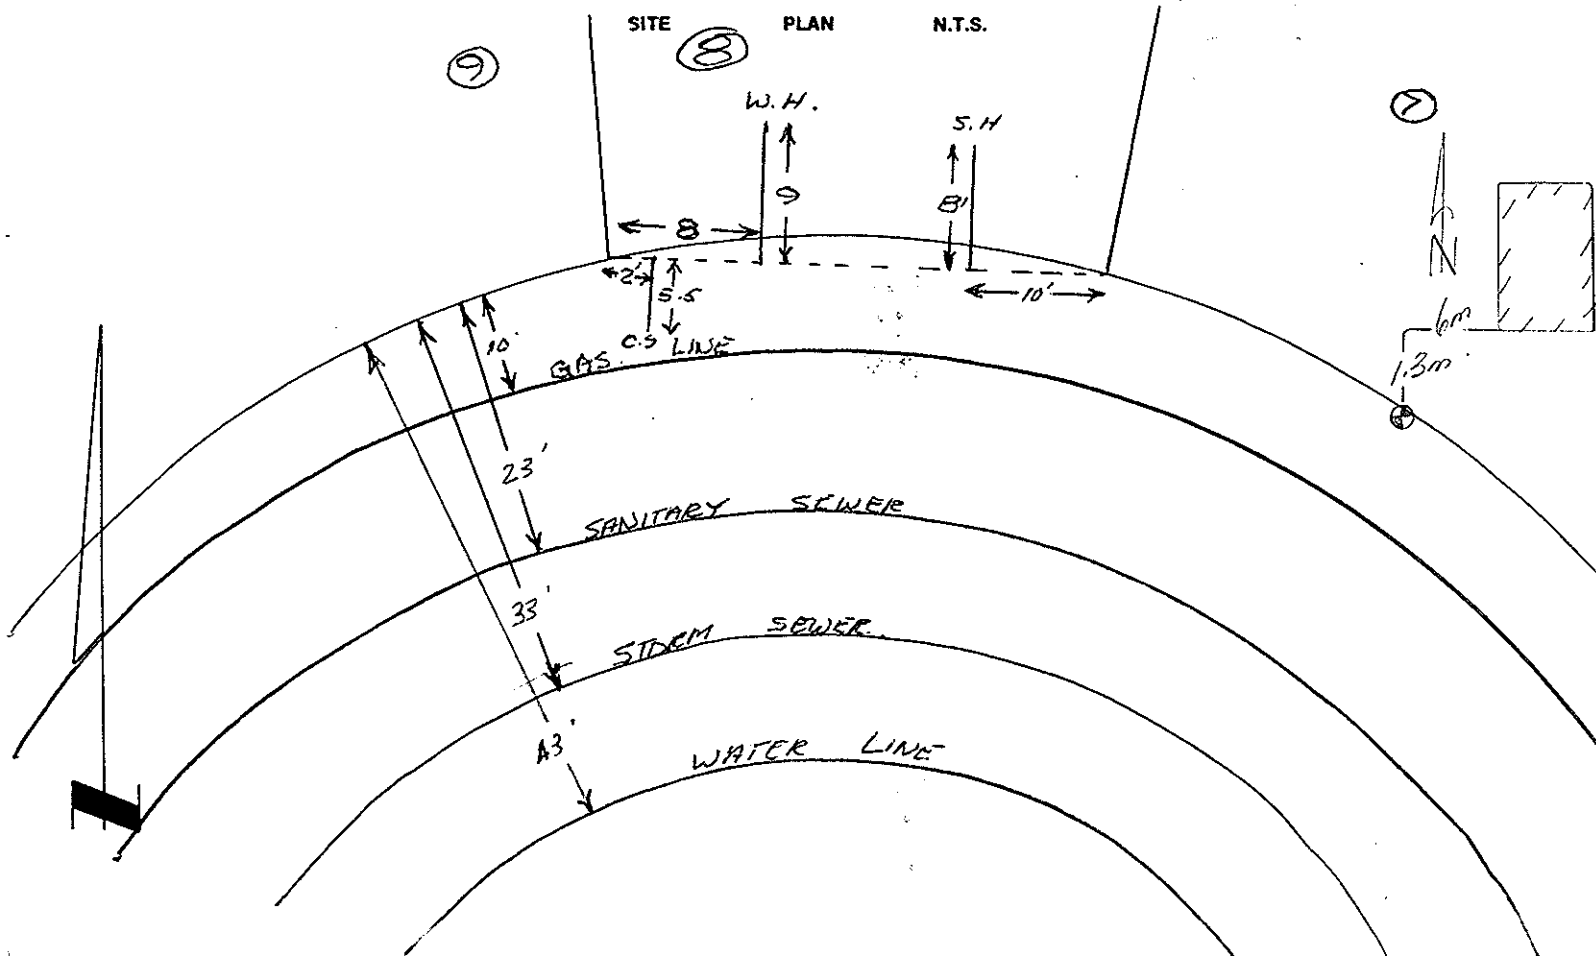 SITE PLAN N.T.S.
9
8
7
W.H.
S.H
9
8'
8
2'
5.5
10'
C.S
N
6m
1.3m
10'
GAS LINE
23'
SANITARY SEWER
33'
STORM SEWER
43'
WATER LINE